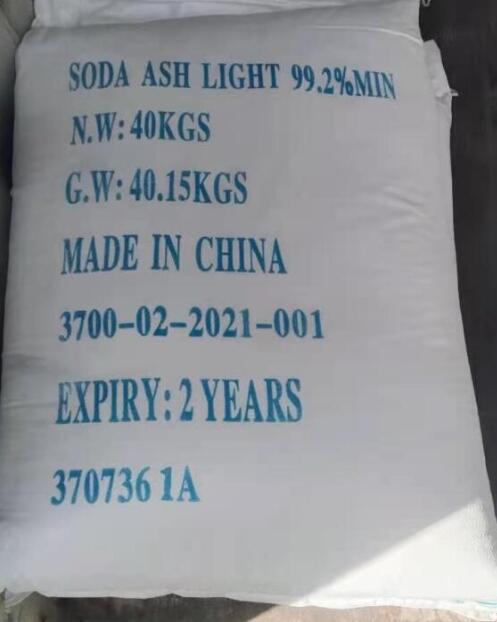 SODA ASH LIGHT 99.2%MIN
N.W: 40KGS
G.W: 40.15KGS
MADE IN CHINA
3700-02-2021-001
EXPIRY: 2 YEARS
370736 1A